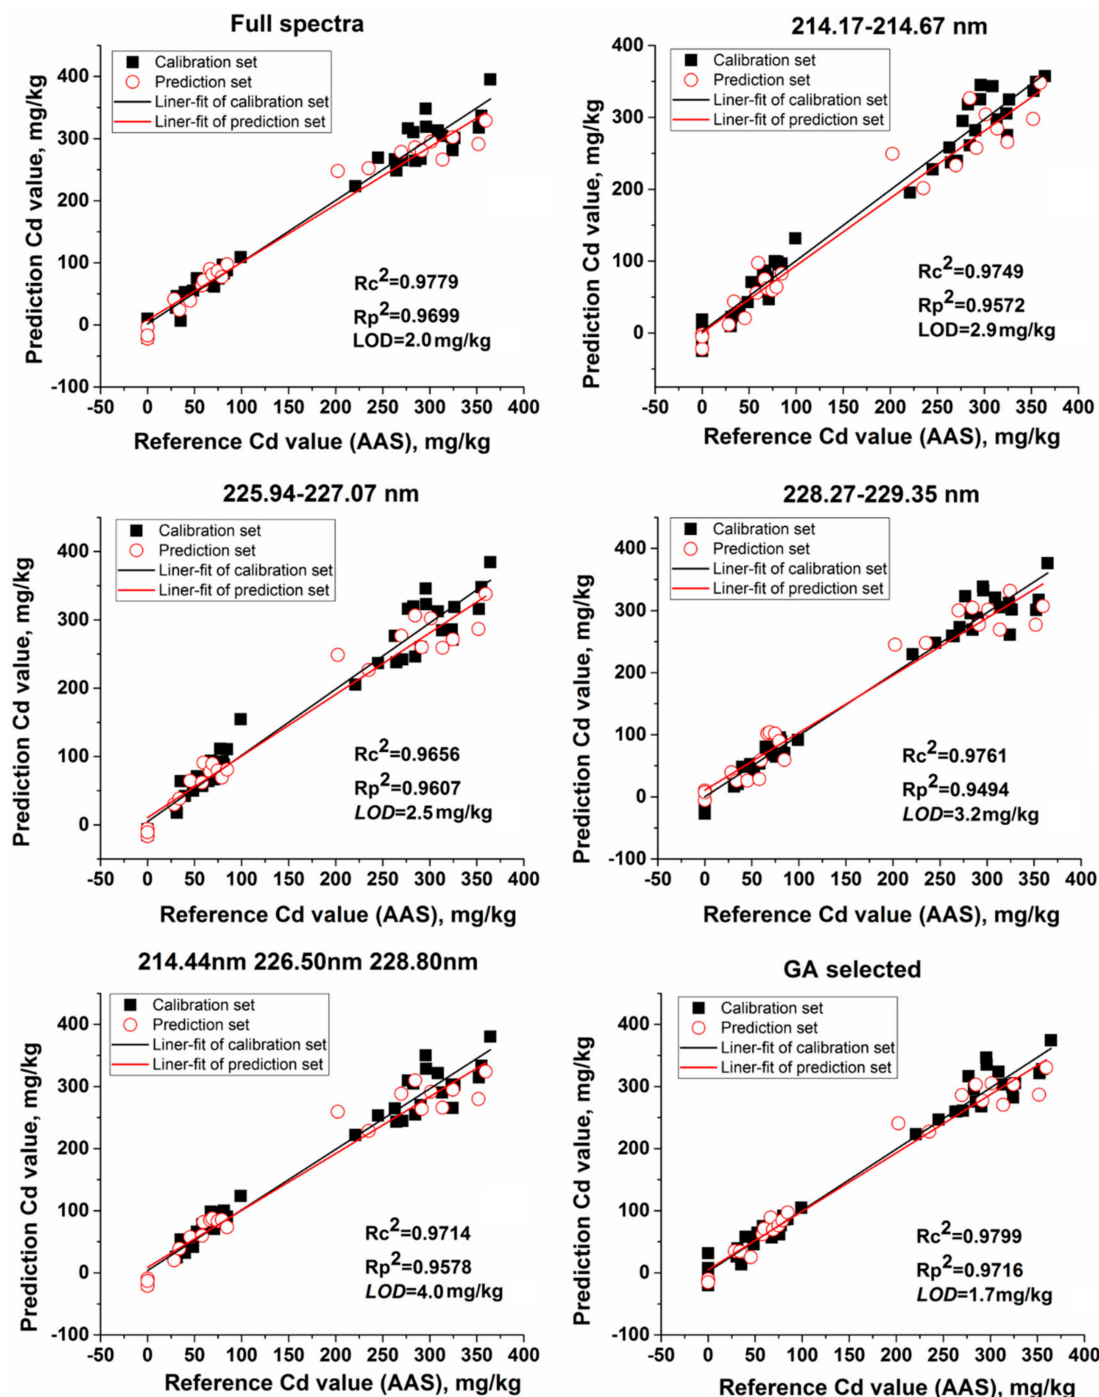 Full spectra
Calibration set
Prediction set
Liner-fit of calibration set
Liner-fit of prediction set
Prediction Cd value, mg/kg
400
300
200
100
0
-100
Rc2=0.9779
Rp2=0.9699
LOD=2.0mg/kg
-50 0 50 100 150 200 250 300 350 400
Reference Cd value (AAS), mg/kg
214.17-214.67 nm
Calibration set
Prediction set
Liner-fit of calibration set
Liner-fit of prediction set
Prediction Cd value, mg/kg
400
300
200
100
0
Rc2=0.9749
Rp2=0.9572
LOD=2.9mg/kg
-50 0 50 100 150 200 250 300 350 400
Reference Cd value (AAS), mg/kg
225.94-227.07 nm
Calibration set
Prediction set
Liner-fit of calibration set
Liner-fit of prediction set
Prediction Cd value, mg/kg
400
300
200
100
0
Rc2=0.9656
Rp2=0.9607
LOD=2.5mg/kg
-50 0 50 100 150 200 250 300 350 400
Reference Cd value (AAS), mg/kg
228.27-229.35 nm
Calibration set
Prediction set
Liner-fit of calibration set
Liner-fit of prediction set
Prediction Cd value, mg/kg
400
300
200
100
0
-100
Rc2=0.9761
Rp2=0.9494
LOD=3.2mg/kg
-50 0 50 100 150 200 250 300 350 400
Reference Cd value (AAS), mg/kg
214.44nm 226.50nm 228.80nm
Calibration set
Prediction set
Liner-fit of calibration set
Liner-fit of prediction set
Prediction Cd value, mg/kg
400
300
200
100
0
-100
Rc2=0.9714
Rp2=0.9578
LOD=4.0mg/kg
-50 0 50 100 150 200 250 300 350 400
Reference Cd value (AAS), mg/kg
GA selected
Calibration set
Prediction set
Liner-fit of calibration set
Liner-fit of prediction set
Prediction Cd value, mg/kg
400
300
200
100
0
-100
Rc2=0.9799
Rp2=0.9716
LOD=1.7mg/kg
-50 0 50 100 150 200 250 300 350 400
Reference Cd value (AAS), mg/kg